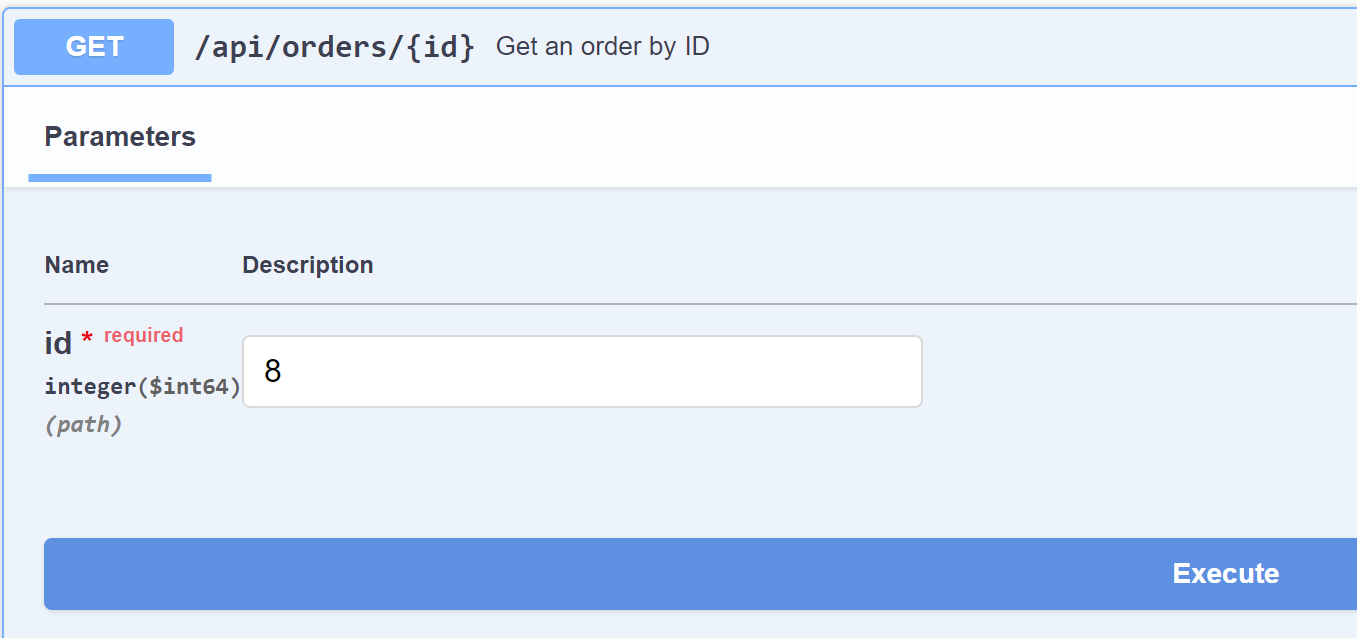 GET /api/orders/{id} Get an order by ID
Parameters
Name Description
id * required
integer($int64)
(path)
8
Execute